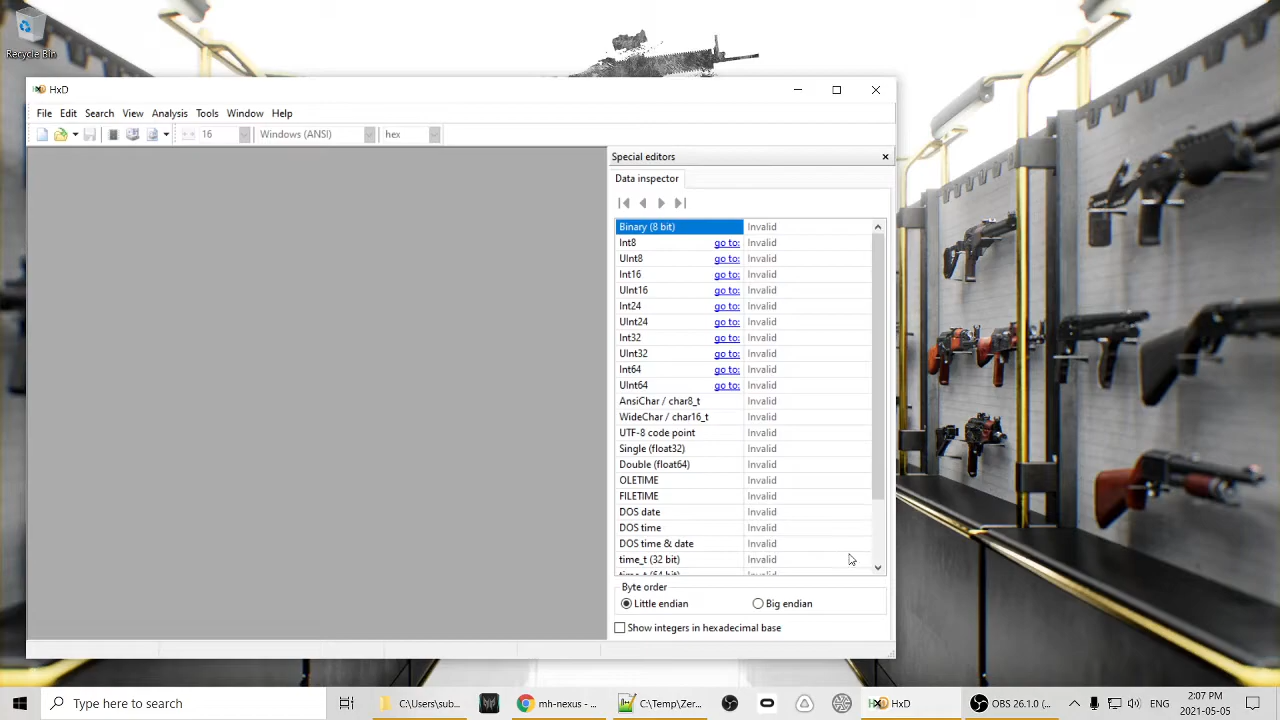 Recycle Bin
HxD
File Edit Search View Analysis Tools Window Help
16 Windows (ANSI) hex
Special editors
Data inspector
Binary (8 bit) Invalid
Int8 go to: Invalid
UInt8 go to: Invalid
Int16 go to: Invalid
UInt16 go to: Invalid
Int24 go to: Invalid
UInt24 go to: Invalid
Int32 go to: Invalid
UInt32 go to: Invalid
Int64 go to: Invalid
UInt64 go to: Invalid
AnsiChar / char8_t Invalid
WideChar / char16_t Invalid
UTF-8 code point Invalid
Single (float32) Invalid
Double (float64) Invalid
OLETIME Invalid
FILETIME Invalid
DOS date Invalid
DOS time Invalid
DOS time & date Invalid
time_t (32 bit) Invalid
time_t (64 bit) Invalid
Byte order
Little endian Big endian
Show integers in hexadecimal base
Type here to search C:\Users\sub... mh-nexus - ... C:\Temp\Zer... HxD OBS 26.1.0 (... ENG 2:07 PM
2021-05-05